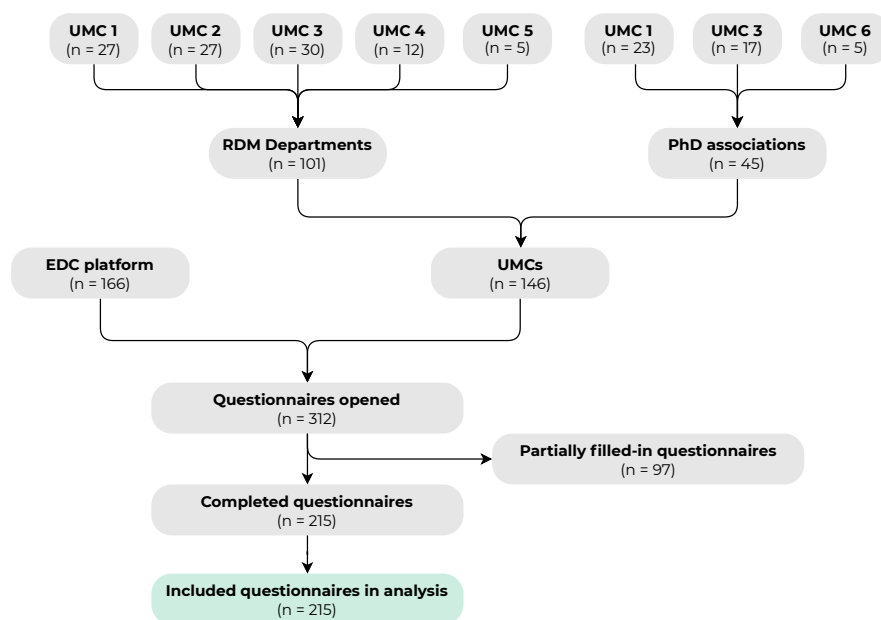 UMC 1
(n = 27)
UMC 2
(n = 27)
UMC 3
(n = 30)
UMC 4
(n = 12)
UMC 5
(n = 5)
UMC 1
(n = 23)
UMC 3
(n = 17)
UMC 6
(n = 5)
RDM Departments
(n = 101)
PhD associations
(n = 45)
EDC platform
(n = 166)
UMCs
(n = 146)
Questionnaires opened
(n = 312)
Partially filled-in questionnaires
(n = 97)
Completed questionnaires
(n = 215)
Included questionnaires in analysis
(n = 215)